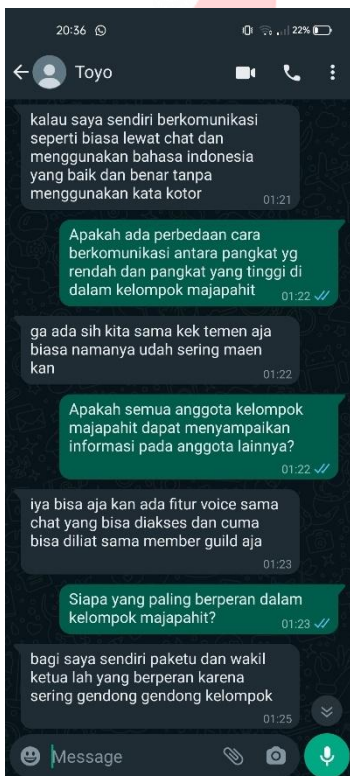 20:36 22%
Toyo
kalau saya sendiri berkomunikasi
seperti biasa lewat chat dan
menggunakan bahasa indonesia
yang baik dan benar tanpa
menggunakan kata kotor
01:21
Apakah ada perbedaan cara
berkomunikasi antara pangkat yg
rendah dan pangkat yang tinggi di
dalam kelompok majapahit
01:22
ga ada sih kita sama kek temen aja
biasa namanya udah sering maen
kan
01:22
Apakah semua anggota kelompok
majapahit dapat menyampaikan
informasi pada anggota lainnya?
01:22
iya bisa aja kan ada fitur voice sama
chat yang bisa diakses dan cuma
bisa diliat sama member guild aja
01:23
Siapa yang paling berperan dalam
kelompok majapahit?
01:23
bagi saya sendiri paketu dan wakil
ketua lah yang berperan karena
sering gendong gendong kelompok
01:25
Message